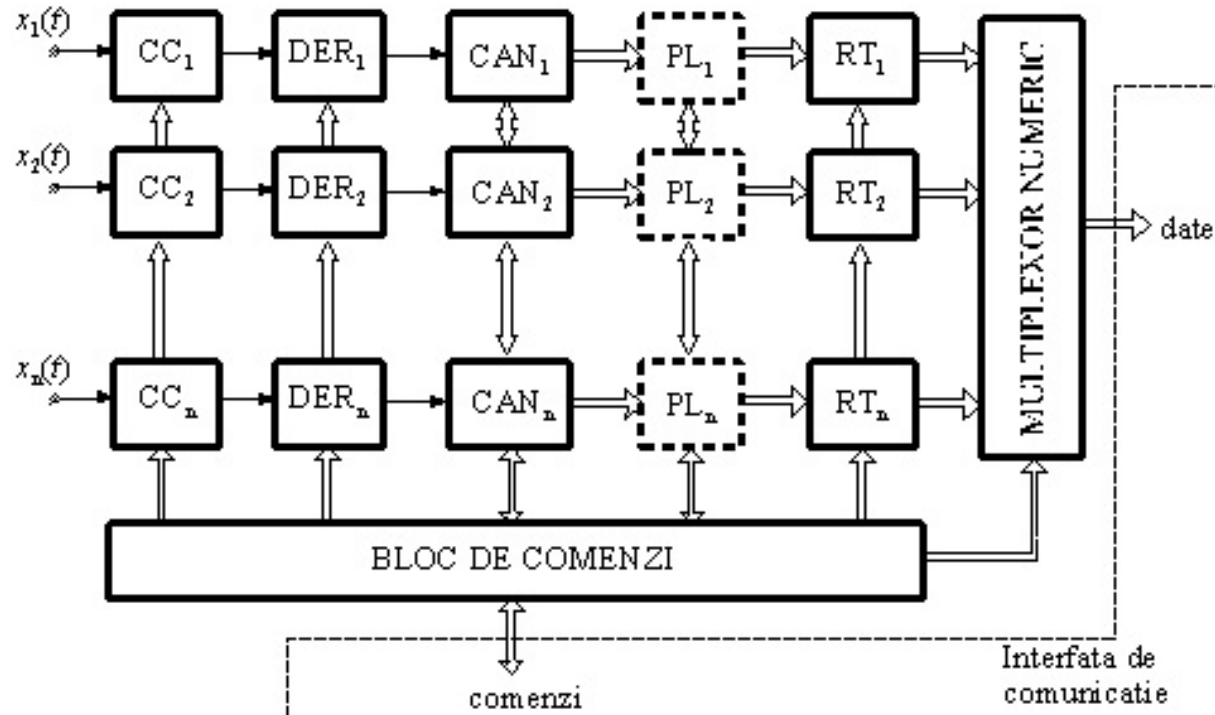 x₁(t) CC₁ DER₁ CAN₁ PL₁ RT₁
x₂(t) CC₂ DER₂ CAN₂ PL₂ RT₂
xₙ(t) CCₙ DERₙ CANₙ PLₙ RTₙ
MULTIPLEXOR NUMERIC
date
BLOC DE COMENZI
comenzi
Interfata de
comunicatie